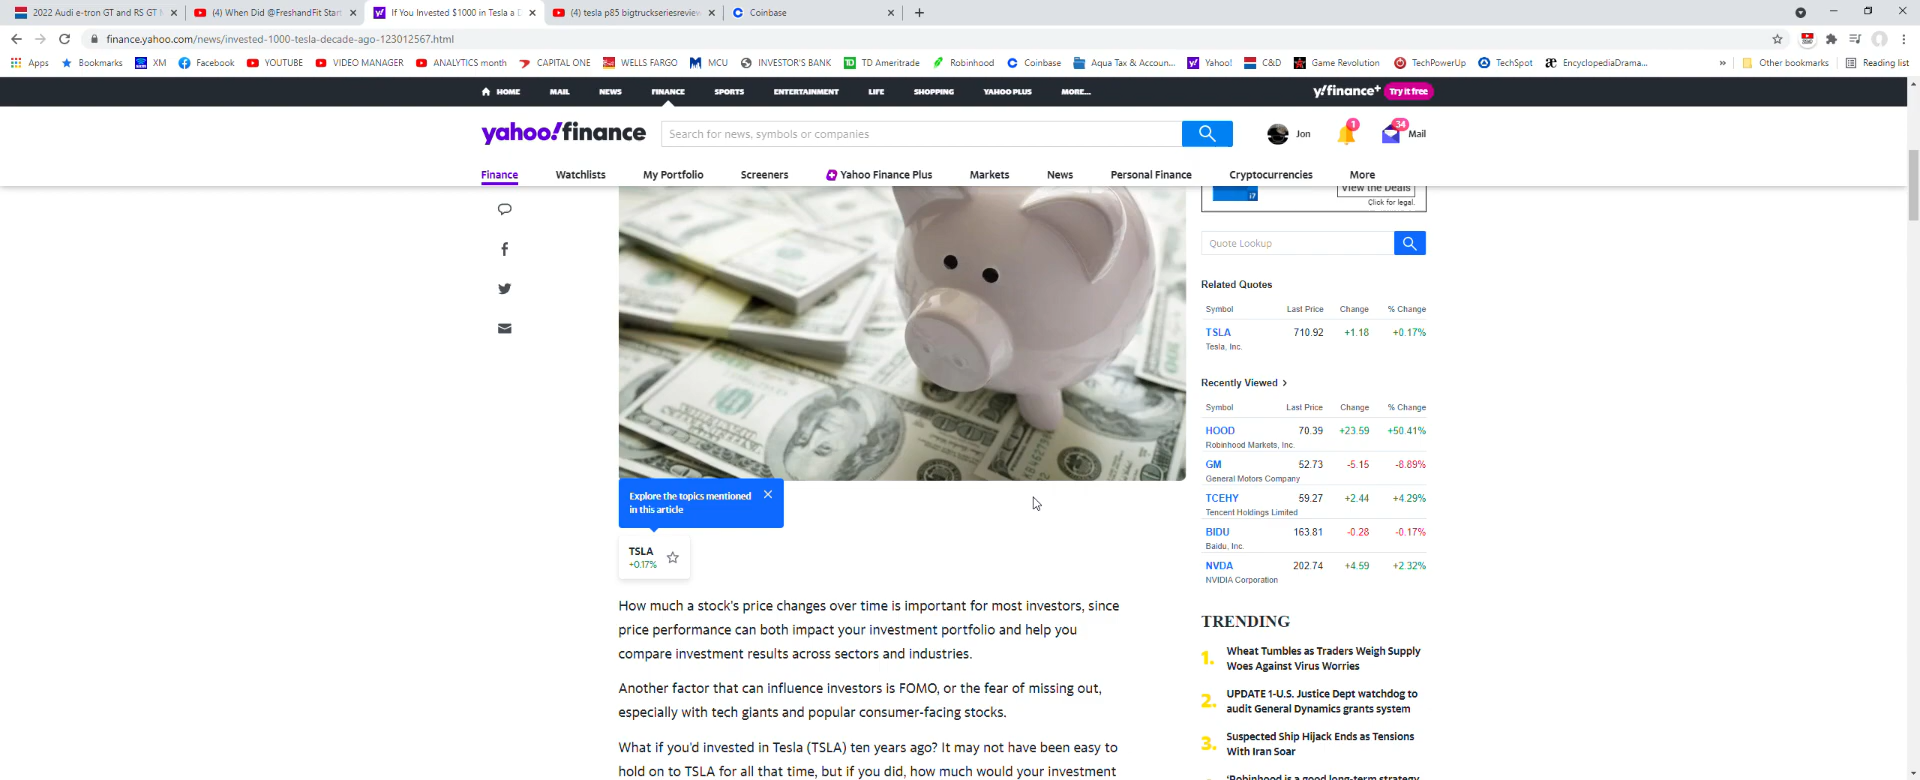 2022 Audi e-tron GT and RS GT
(4) When Did @FreshandFit Start
If You Invested $1000 in Tesla a D
(4) tesla p85 bigtruckseriesreview
Coinbase
finance.yahoo.com/news/invested-1000-tesla-decade-ago-123012567.html
Apps Bookmarks XM Facebook YOUTUBE VIDEO MANAGER ANALYTICS month CAPITAL ONE WELLS FARGO MCU INVESTOR'S BANK TD Ameritrade Robinhood Coinbase Aqua Tax & Accoun... Yahoo! C&D Game Revolution TechPowerUp TechSpot EncyclopediaDrama... » Other bookmarks Reading list
HOME MAIL NEWS FINANCE SPORTS ENTERTAINMENT LIFE SHOPPING YAHOO PLUS MORE... y!finance+ Try it free
yahoo!finance Search for news, symbols or companies Jon 1 34 Mail
Finance Watchlists My Portfolio Screeners Yahoo Finance Plus Markets News Personal Finance Cryptocurrencies More
View the Deals
Click for legal.
Quote Lookup
Related Quotes
Symbol Last Price Change % Change
TSLA 710.92 +1.18 +0.17%
Tesla, Inc.
Recently Viewed >
Symbol Last Price Change % Change
HOOD 70.39 +23.59 +50.41%
Robinhood Markets, Inc.
GM 52.73 -5.15 -8.89%
General Motors Company
TCEHY 59.27 +2.44 +4.29%
Tencent Holdings Limited
BIDU 163.81 -0.28 -0.17%
Baidu, Inc.
NVDA 202.74 +4.59 +2.32%
NVIDIA Corporation
TRENDING
1. Wheat Tumbles as Traders Weigh Supply
Woes Against Virus Worries
2. UPDATE 1-U.S. Justice Dept watchdog to
audit General Dynamics grants system
3. Suspected Ship Hijack Ends as Tensions
With Iran Soar
'Robinhood is a good long-term strategy
Explore the topics mentioned
in this article
TSLA
+0.17%
How much a stock's price changes over time is important for most investors, since
price performance can both impact your investment portfolio and help you
compare investment results across sectors and industries.
Another factor that can influence investors is FOMO, or the fear of missing out,
especially with tech giants and popular consumer-facing stocks.
What if you'd invested in Tesla (TSLA) ten years ago? It may not have been easy to
hold on to TSLA for all that time, but if you did, how much would your investment